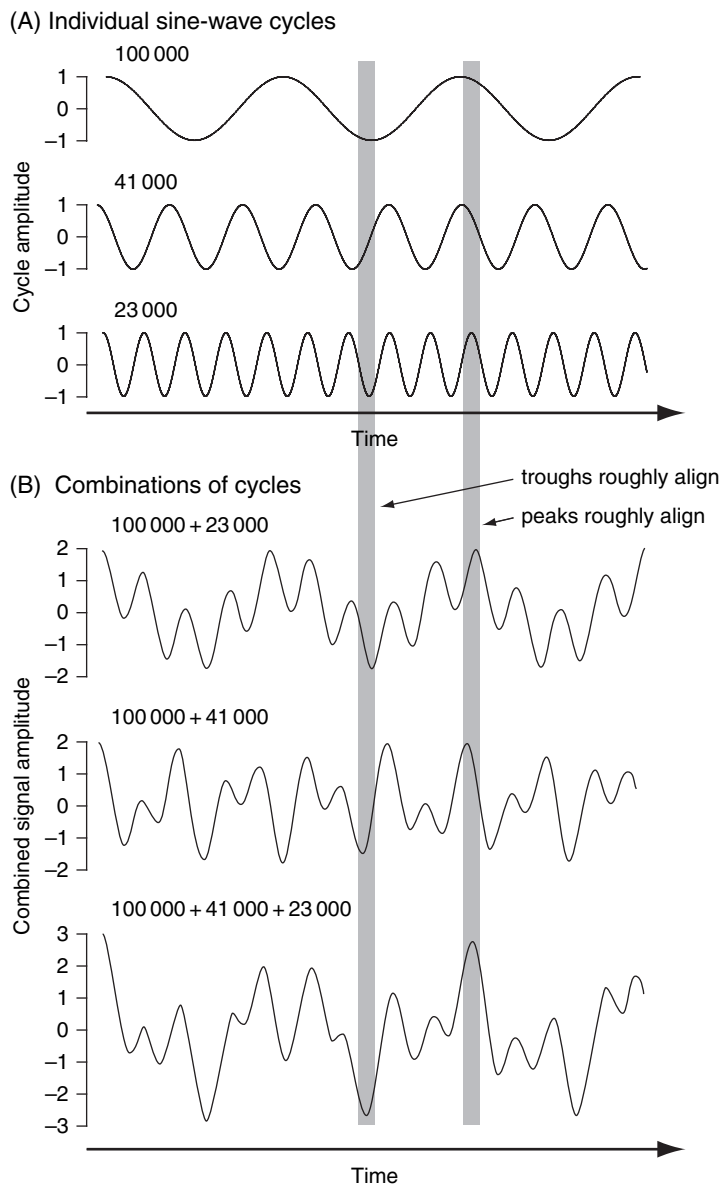 (A) Individual sine-wave cycles
100 000
1
0
–1
41 000
1
0
–1
23 000
1
0
–1
Cycle amplitude
Time
(B) Combinations of cycles
troughs roughly align
peaks roughly align
100 000 + 23 000
2
1
0
–1
–2
100 000 + 41 000
2
1
0
–1
–2
100 000 + 41 000 + 23 000
3
2
1
0
–1
–2
–3
Combined signal amplitude
Time